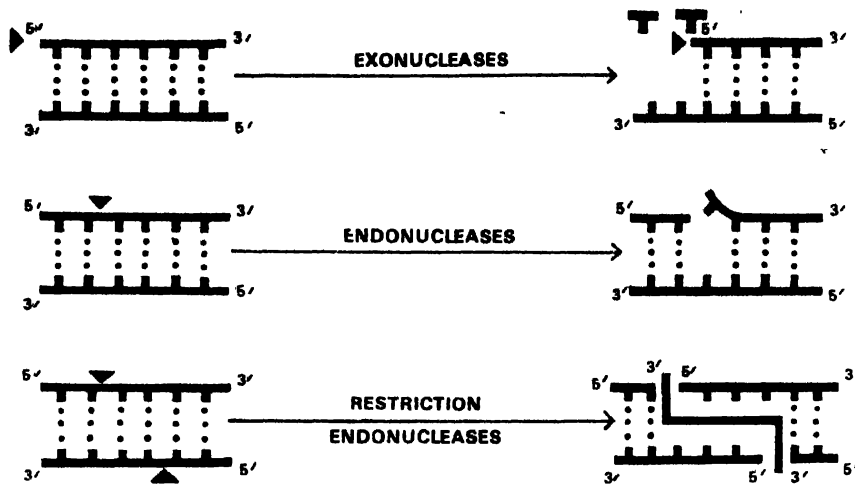 5′ 3′ 5′ 3′
EXONUCLEASES
3′ 5′ 3′ 5′
5′ 3′ 5′ 3′
ENDONUCLEASES
3′ 5′ 3′ 5′
5′ 3′ 5′ 3′ 5′ 3
RESTRICTION
ENDONUCLEASES
3′ 5′ 3′ 5′ 3′ 5′